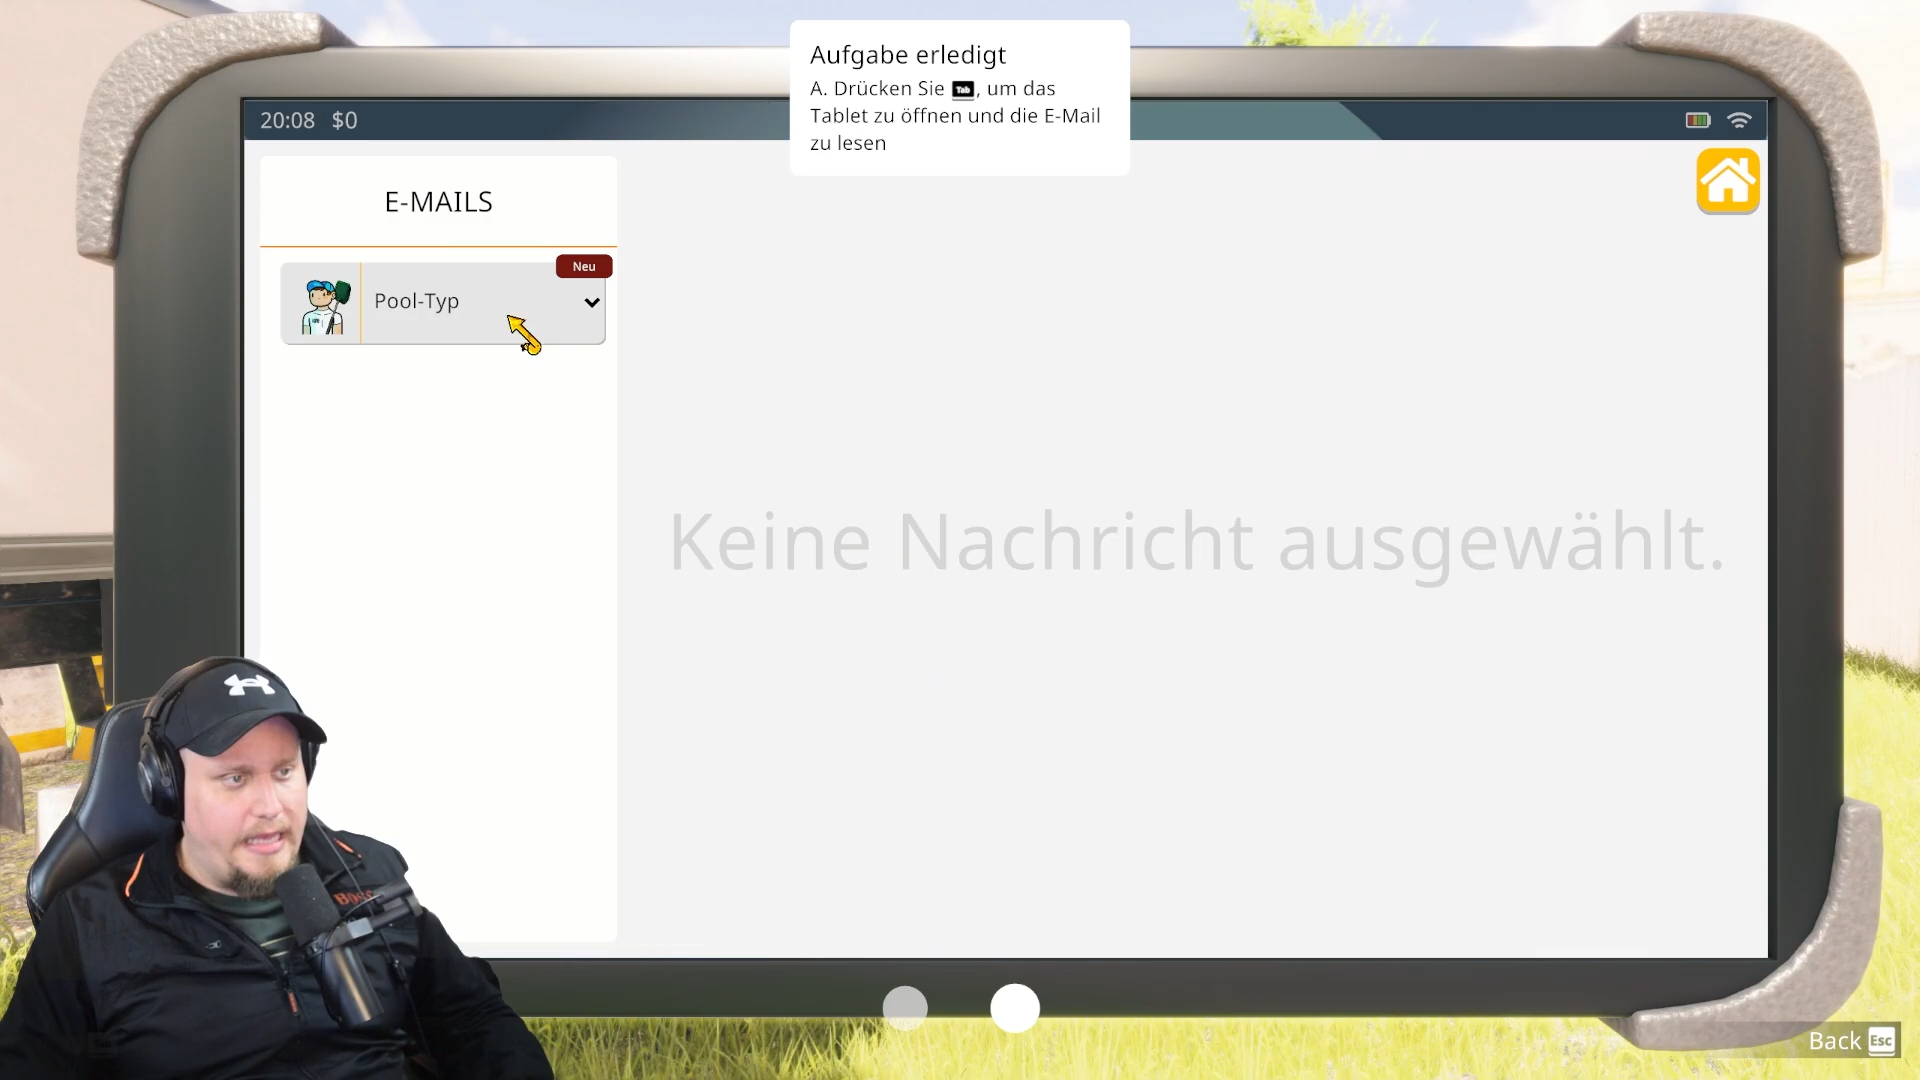 Aufgabe erledigt
A. Drücken Sie Tab, um das
Tablet zu öffnen und die E-Mail
zu lesen
20:08 $0
E-MAILS
Neu
Pool-Typ
Keine Nachricht ausgewählt.
Back Esc